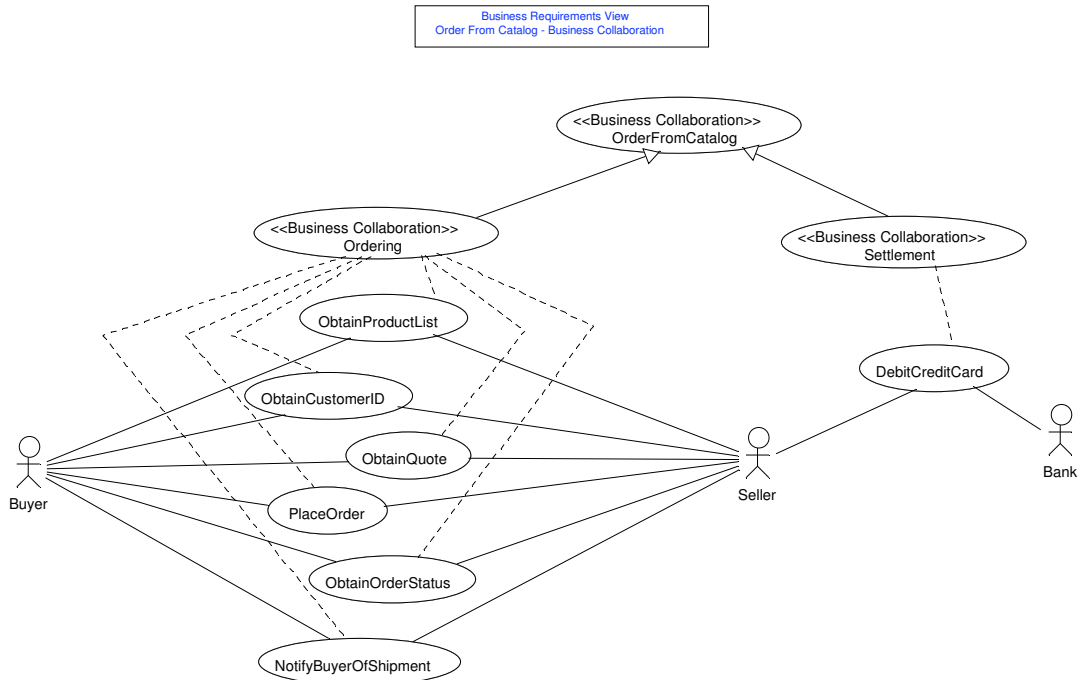 Business Requirements View
Order From Catalog - Business Collaboration
<<Business Collaboration>>
OrderFromCatalog
<<Business Collaboration>>
Ordering
<<Business Collaboration>>
Settlement
ObtainProductList
DebitCreditCard
ObtainCustomerID
ObtainQuote
Buyer
Seller
Bank
PlaceOrder
ObtainOrderStatus
NotifyBuyerOfShipment